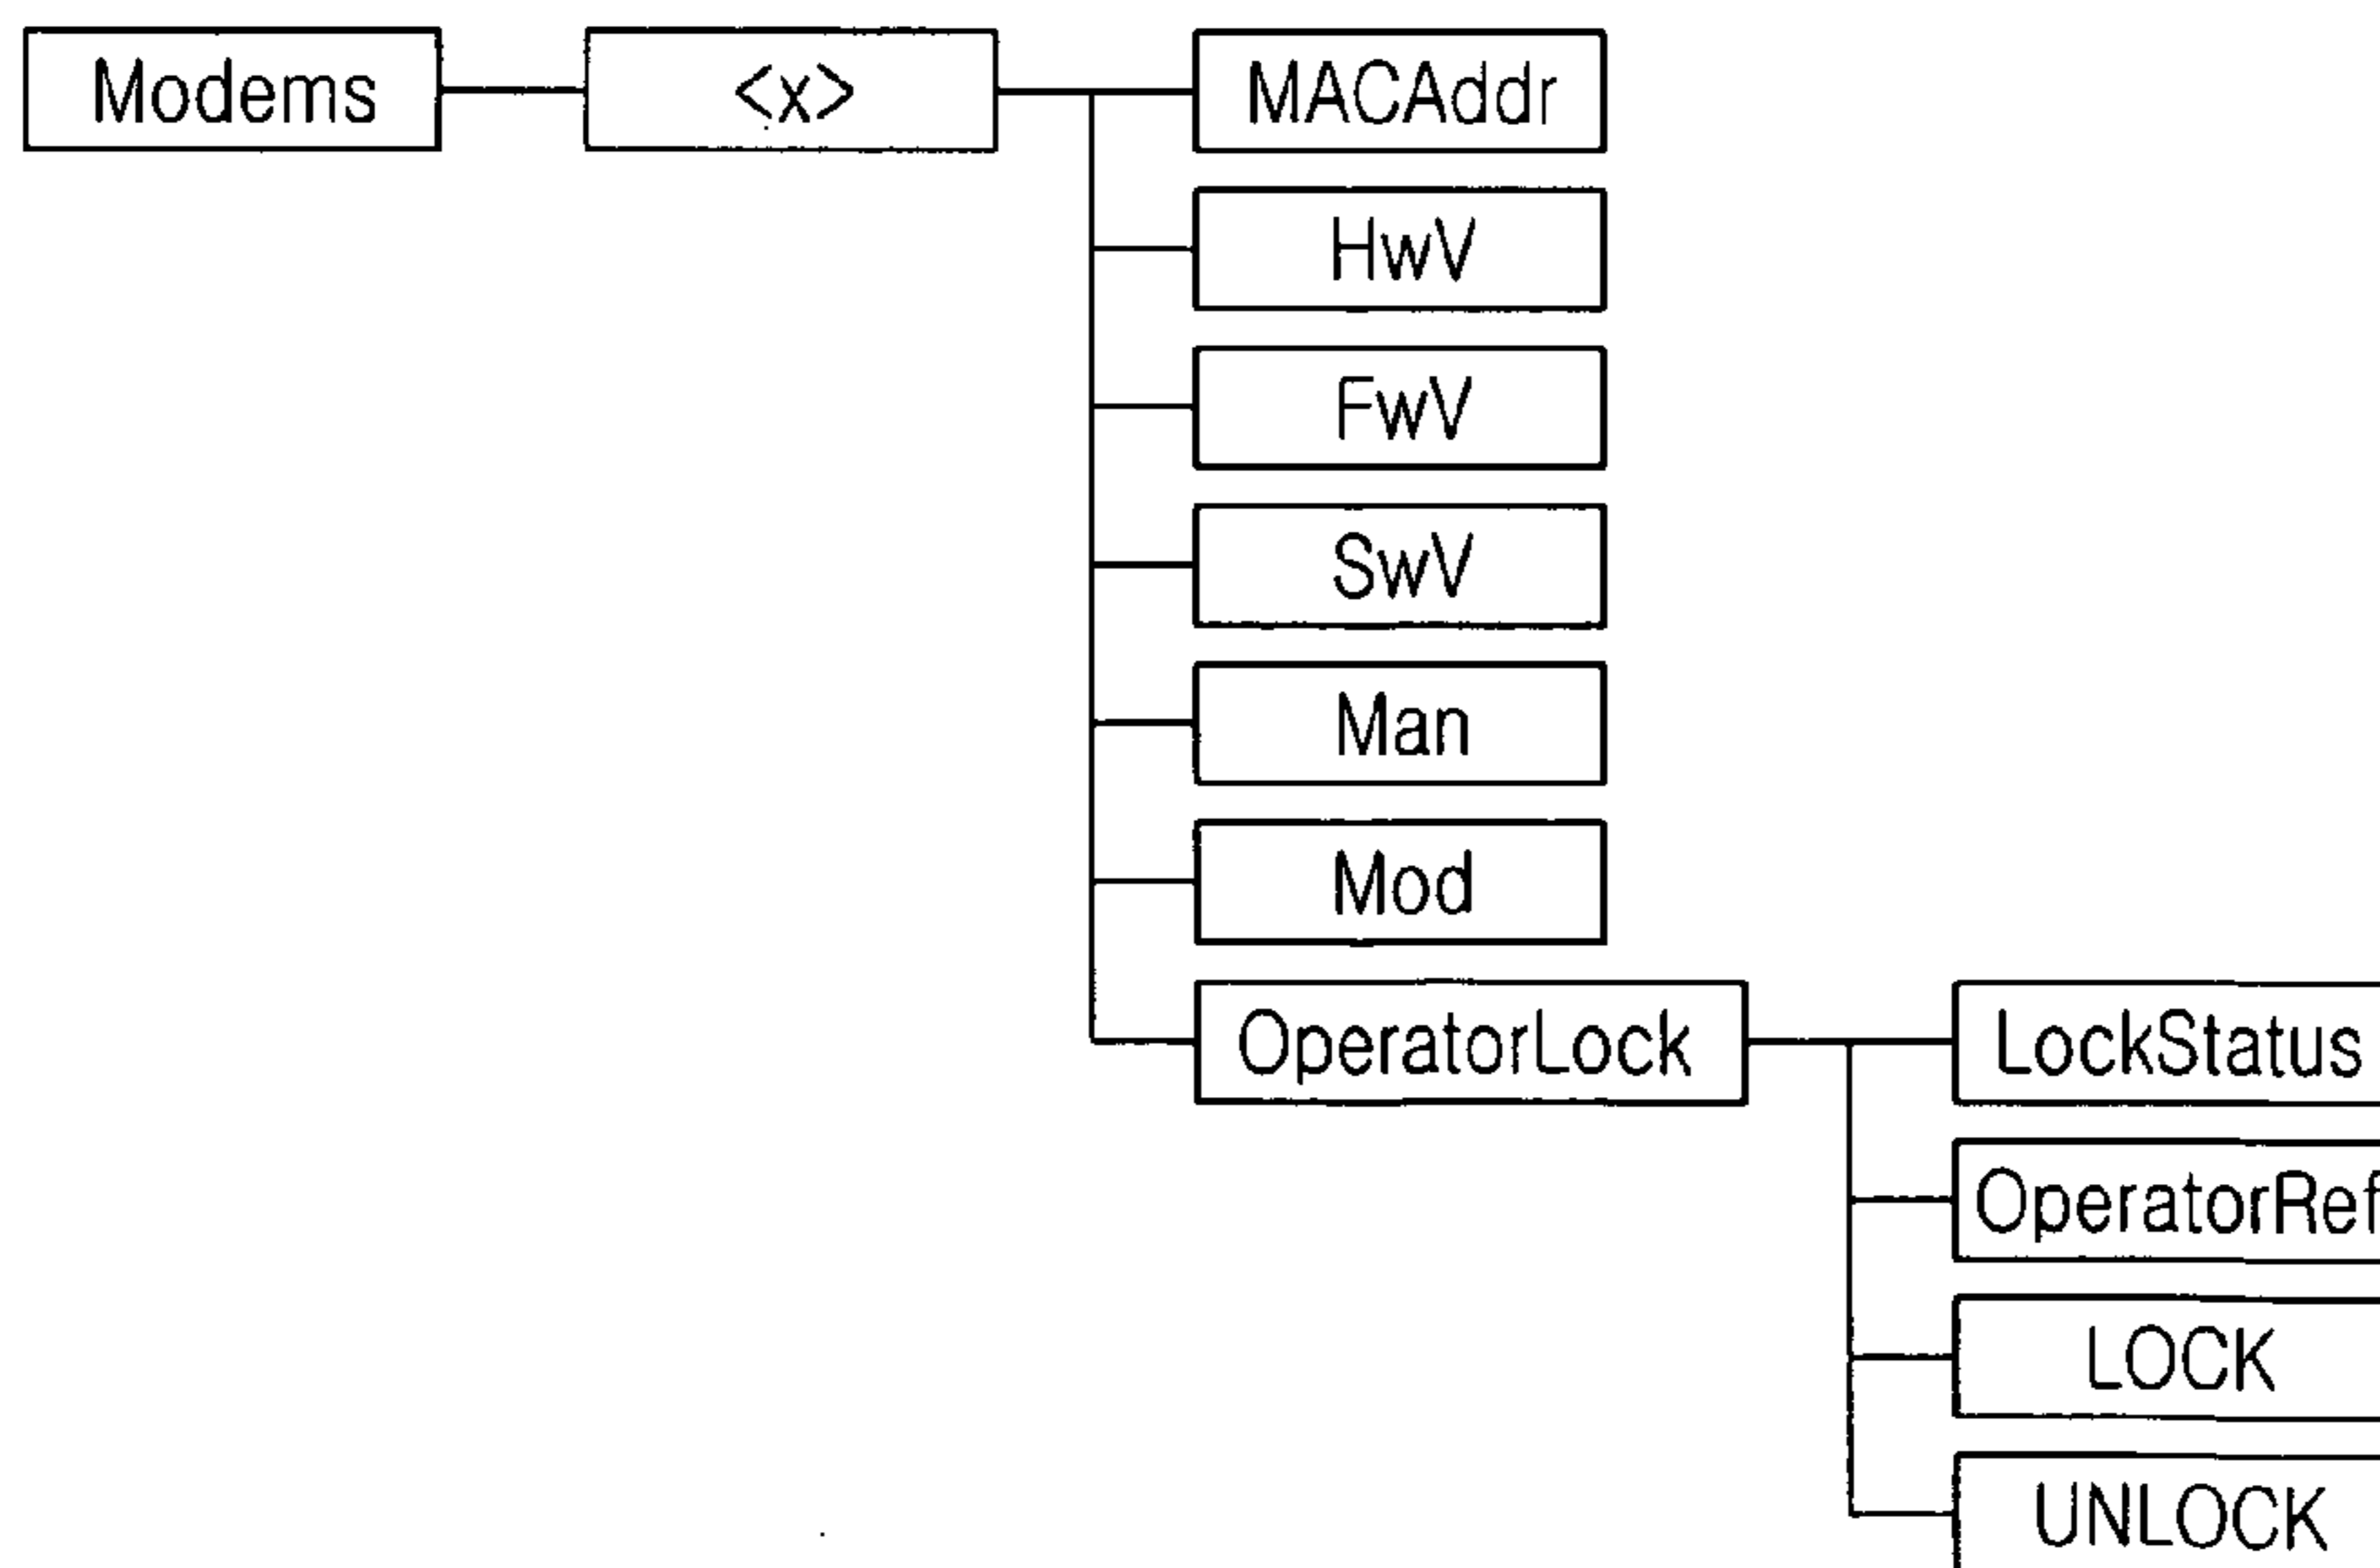 Modems
<x>
MACAddr
HwV
FwV
SwV
Man
Mod
OperatorLock
LockStatus
OperatorRef
LOCK
UNLOCK